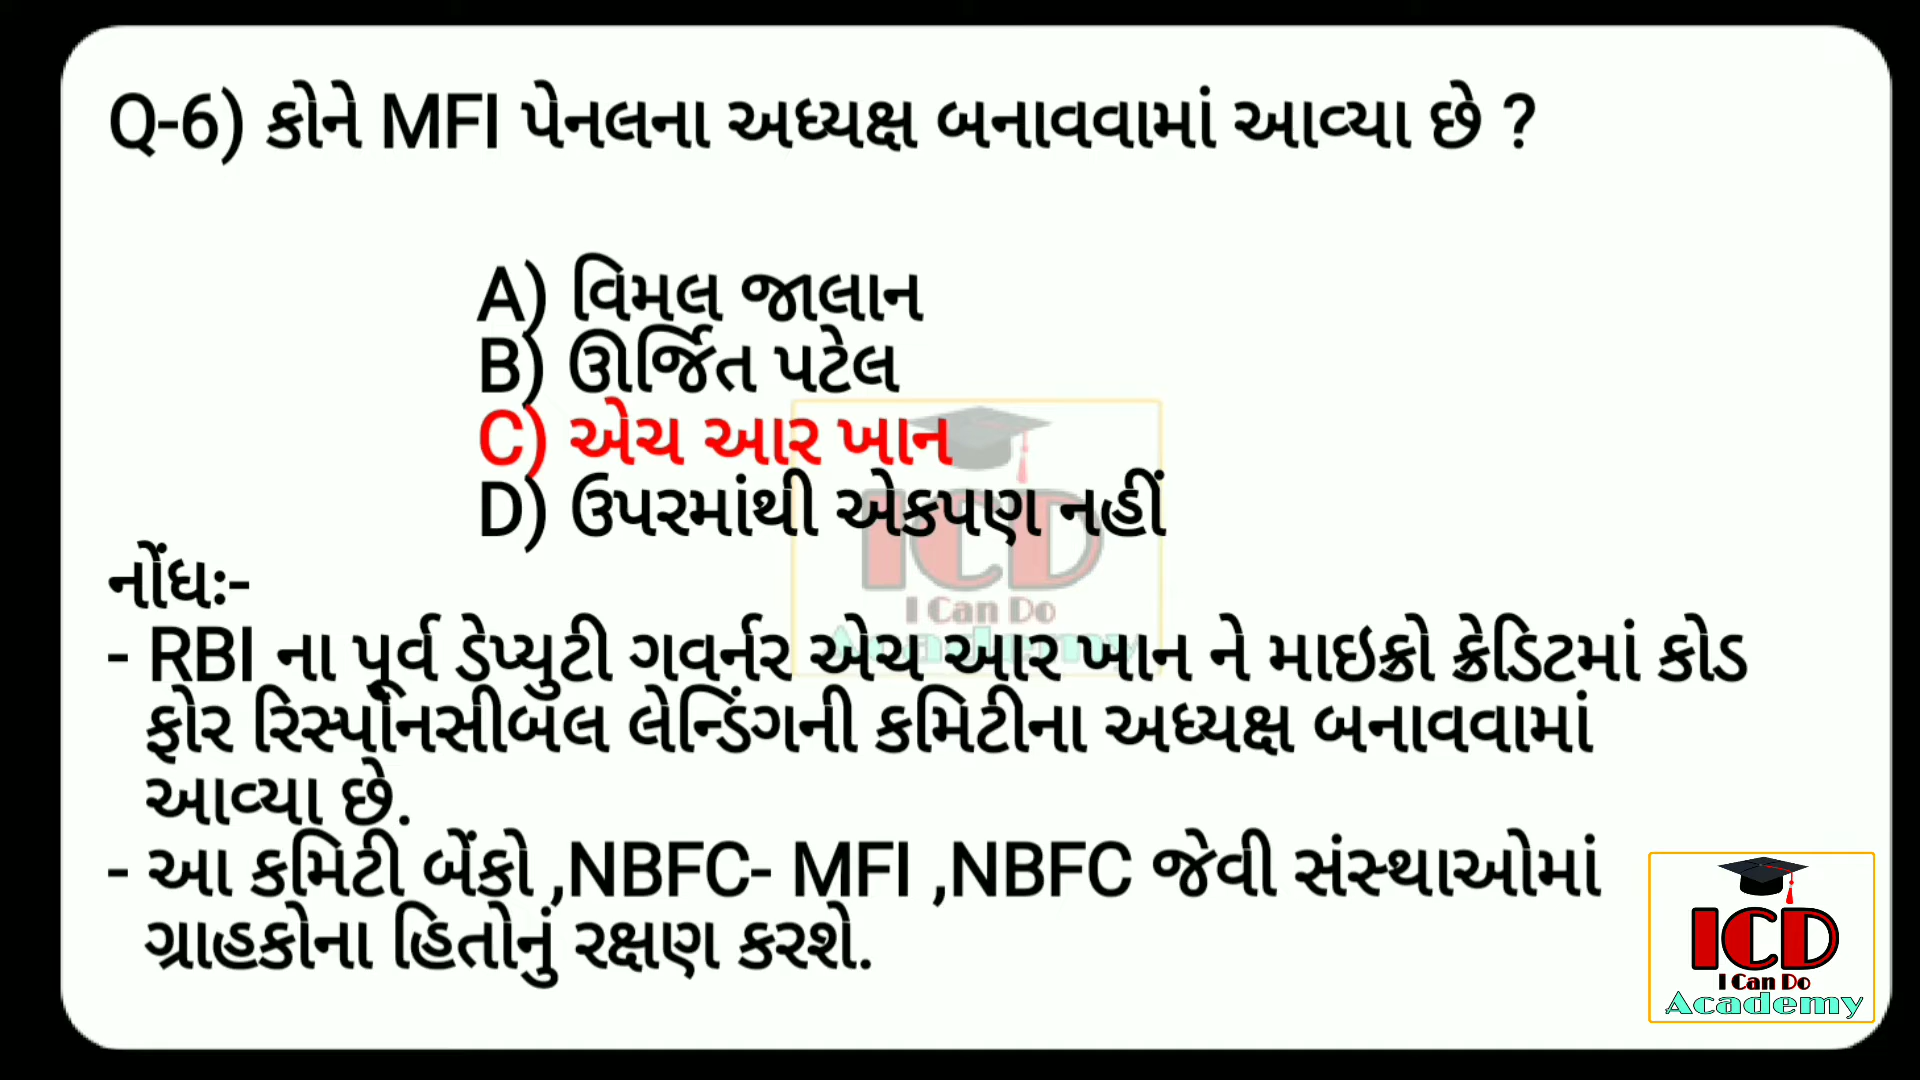 Q-6) કોને MFI પેનલના અધ્યક્ષ બનાવવામાં આવ્યા છે ?
A) વિમલ જાલાન
B) ઊર્જિત પટેલ
C) એચ આર ખાન
D) ઉપરમાંથી એકપણ નહીં
નોંધઃ-
- RBI ના પૂર્વ ડેપ્યુટી ગવર્નર એચ આર ખાન ને માઇક્રો ક્રેડિટમાં કોડ
ફોર રિસ્પોનસીબલ લેન્ડિંગની કમિટીના અધ્યક્ષ બનાવવામાં
આવ્યા છે.
- આ કમિટી બેંકો ,NBFC- MFI ,NBFC જેવી સંસ્થાઓમાં
ગ્રાહકોના હિતોનું રક્ષણ કરશે.
ICD
I Can Do
Academy
ICD
I Can Do
Academy